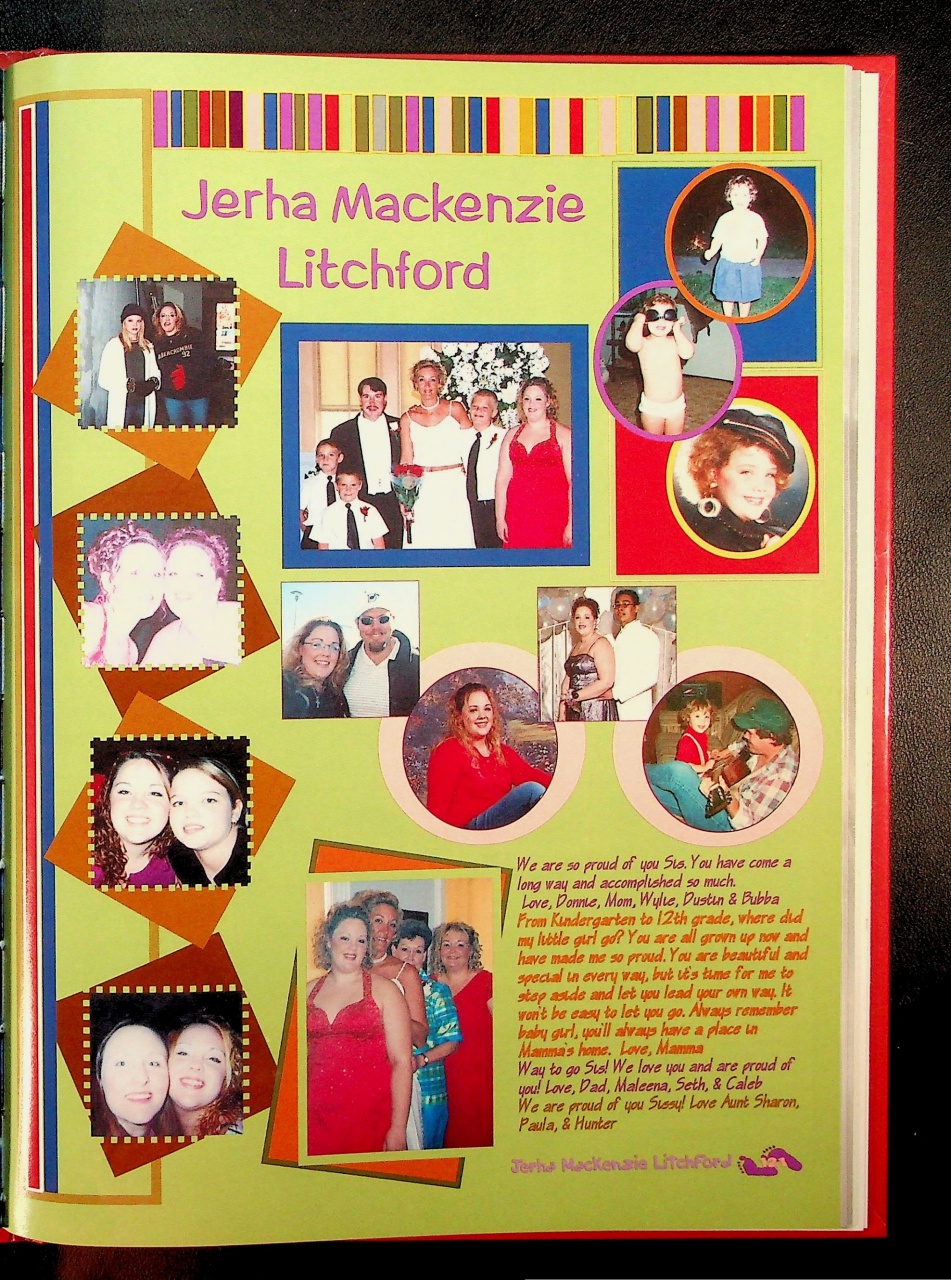 Jerha Mackenzie
Litchford
ABERCROMBIE
92
We are so proud of you Sis. You have come a
long way and accomplished so much.
Love, Donnie, Mom, Wylie, Dustin & Bubba
From Kindergarten to 12th grade, where did
my little girl go? You are all grown up now and
have made me so proud. You are beautiful and
special in every way, but it's time for me to
step aside and let you lead your own way. It
won't be easy to let you go. Always remember
baby girl, you'll always have a place in
Mamma's home. Love, Mamma
Way to go Sis! We love you and are proud of
you! Love, Dad, Maleena, Seth, & Caleb
We are proud of you Sissy! Love Aunt Sharon,
Paula, & Hunter
Jerha MacKenzie Litchford